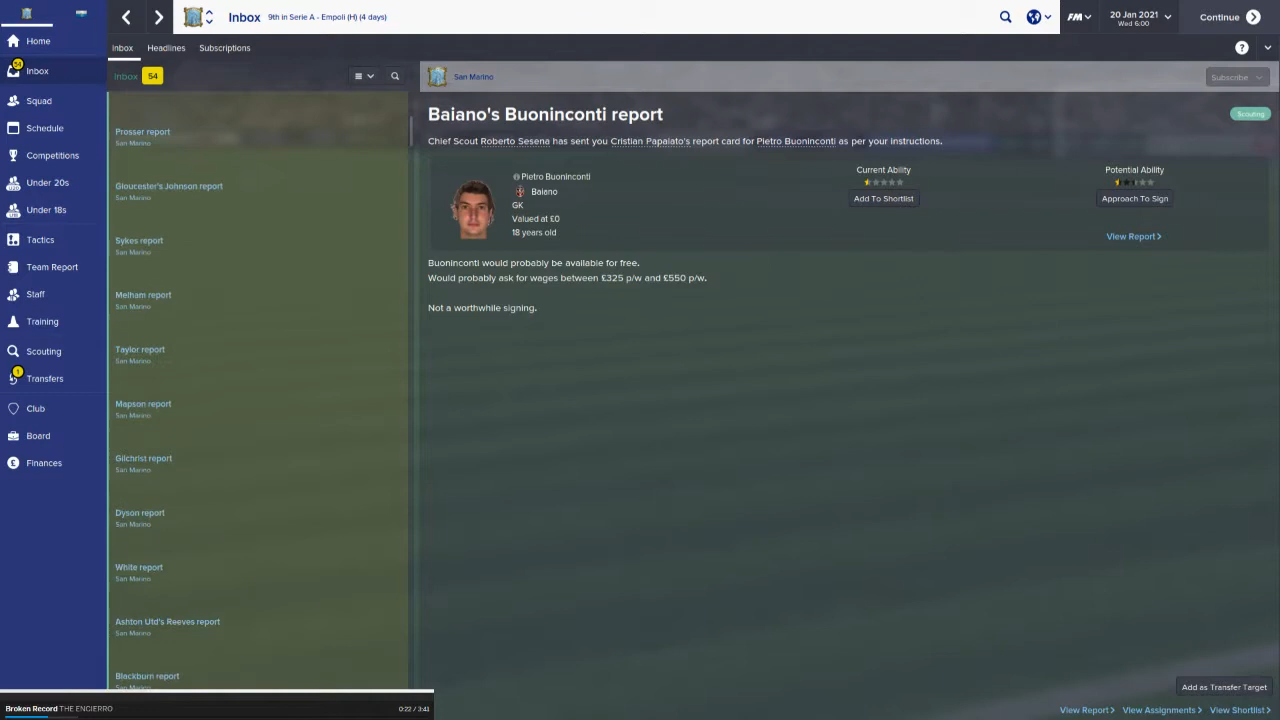 Inbox 9th in Serie A - Empoli (H) (4 days)
FM
20 Jan 2021
Wed 6:00
Continue
Home
54
Inbox
Squad
Schedule
Competitions
Under 20s
Under 18s
Tactics
Team Report
Staff
Training
Scouting
1
Transfers
Club
Board
Finances
Inbox Headlines Subscriptions
?
Inbox 54
Prosser report
San Marino
Gloucester's Johnson report
San Marino
Sykes report
San Marino
Melham report
San Marino
Taylor report
San Marino
Mapson report
San Marino
Gilchrist report
San Marino
Dyson report
San Marino
White report
San Marino
Ashton Utd's Reeves report
San Marino
Blackburn report
San Marino
San Marino
Subscribe
Baiano's Buoninconti report
Scouting
Chief Scout Roberto Sesena has sent you Cristian Papalato's report card for Pietro Buoninconti as per your instructions.
Pietro Buoninconti
Baiano
GK
Valued at £0
18 years old
Current Ability
Add To Shortlist
Potential Ability
Approach To Sign
View Report >
Buoninconti would probably be available for free.
Would probably ask for wages between £325 p/w and £550 p/w.
Not a worthwhile signing.
Add as Transfer Target
View Report > View Assignments > View Shortlist >
Broken Record THE ENCIERRO 0:22 / 3:41